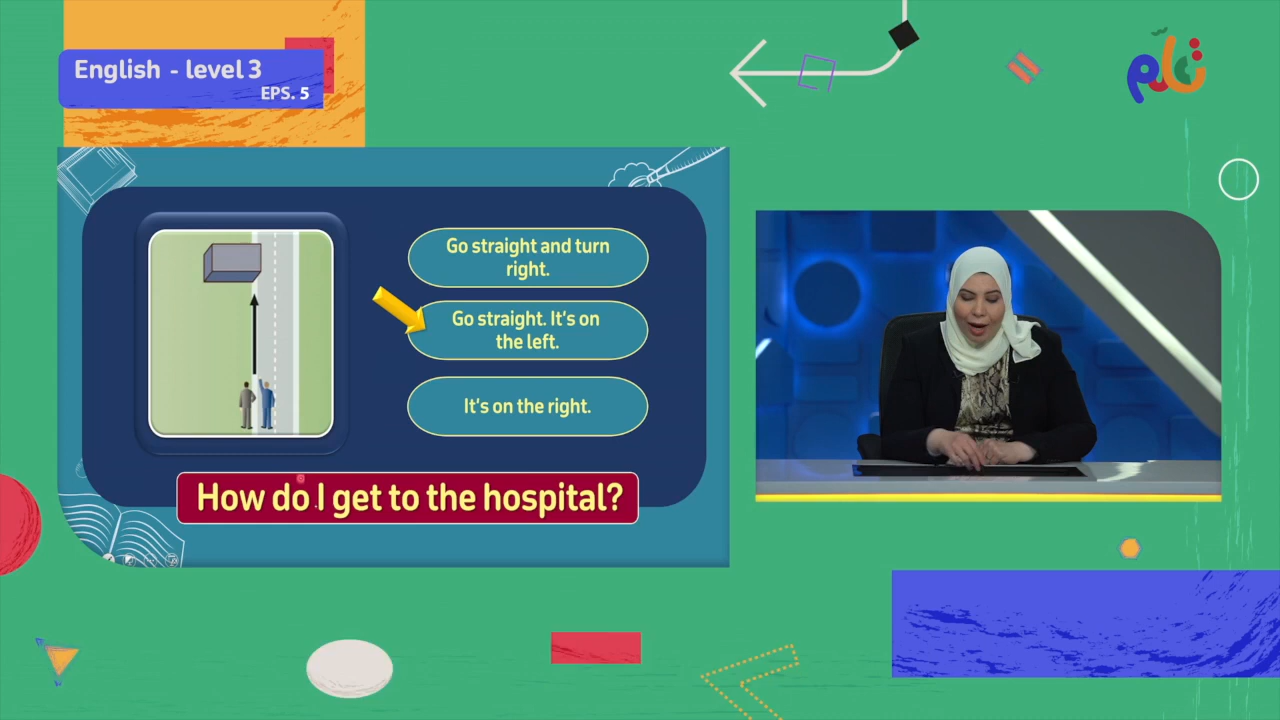 English - level 3
EPS. 5
نتعلم
Go straight and turn
right.
Go straight. It's on
the left.
It's on the right.
How do I get to the hospital?